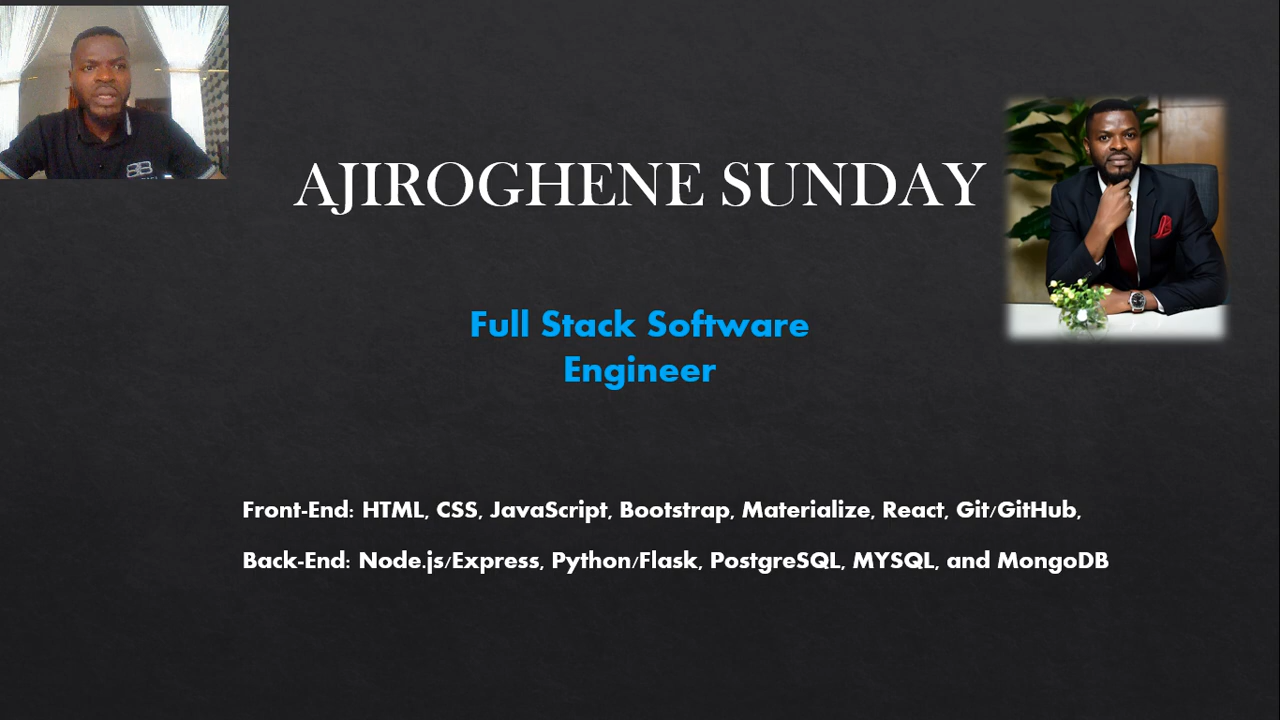 AJIROGHENE SUNDAY
Full Stack Software
Engineer
Front-End: HTML, CSS, JavaScript, Bootstrap, Materialize, React, Git/GitHub,
Back-End: Node.js/Express, Python/Flask, PostgreSQL, MYSQL, and MongoDB